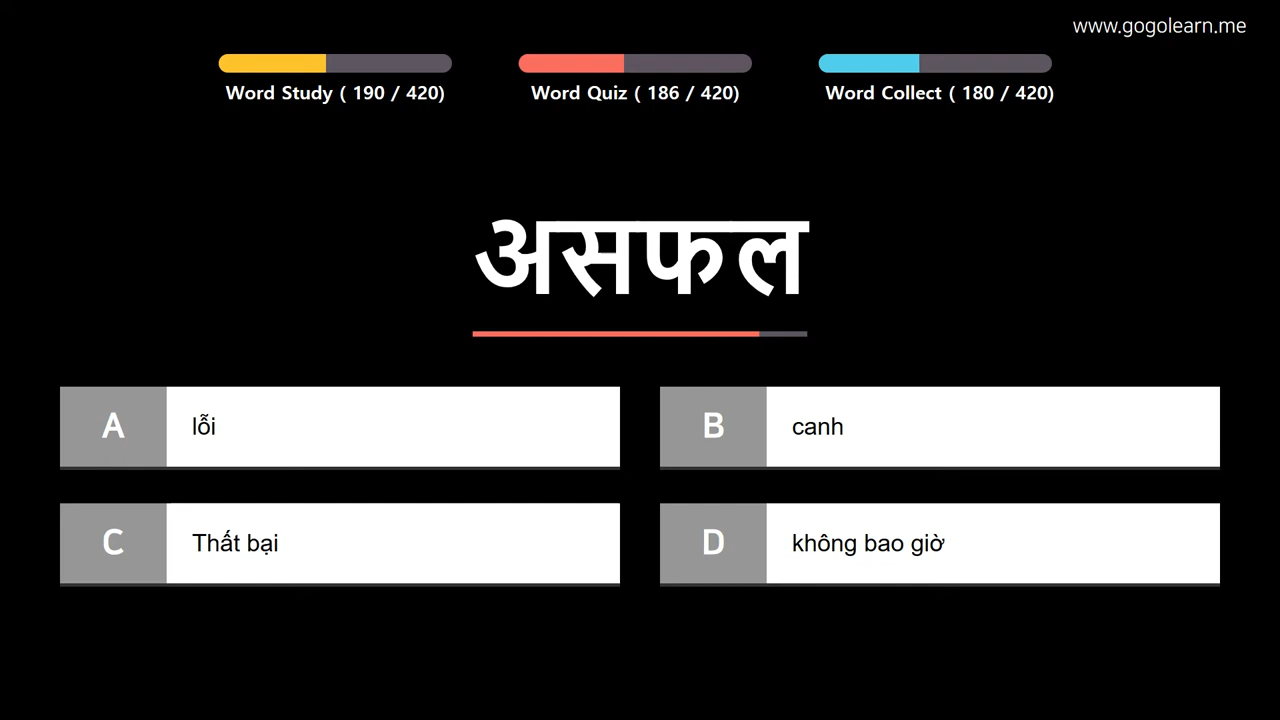 www.gogolearn.me
Word Study ( 190 / 420)
Word Quiz ( 186 / 420)
Word Collect ( 180 / 420)
असफल
A lỗi
B canh
C Thất bại
D không bao giờ